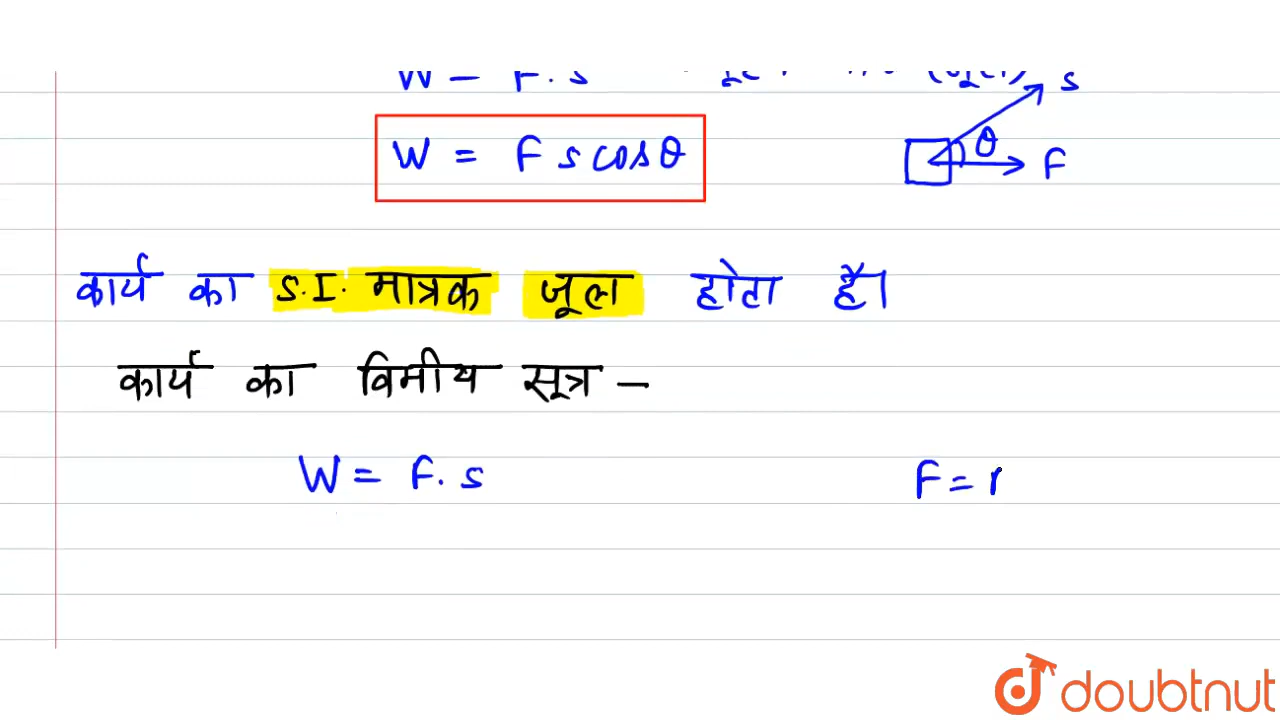 W = F. s
s
W = F s cosθ
θ
F
कार्य का S.I. मात्रक जूल होता है।
कार्य का विमीय सूत्र –
W = F. s
F =
doubtnut